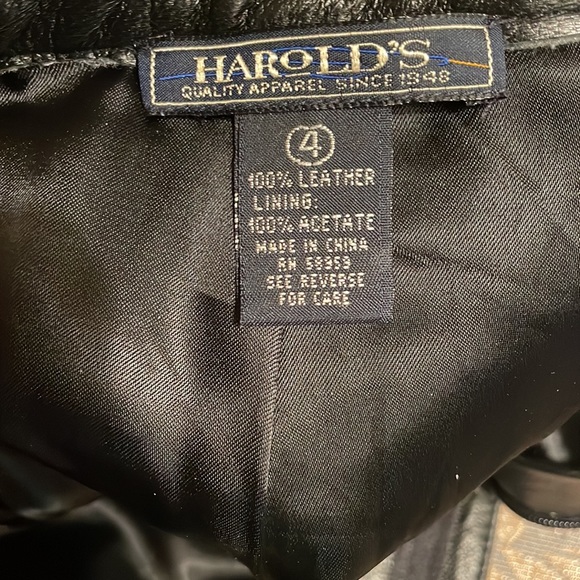 HAROLD'S
QUALITY APPAREL SINCE 1948
4
100% LEATHER
LINING:
100% ACETATE
MADE IN CHINA
RN 59353
SEE REVERSE
FOR CARE